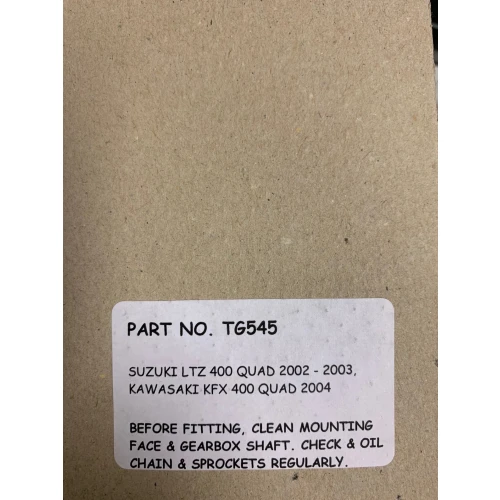 PART NO. TG545
SUZUKI LTZ 400 QUAD 2002 - 2003,
KAWASAKI KFX 400 QUAD 2004
BEFORE FITTING, CLEAN MOUNTING
FACE & GEARBOX SHAFT. CHECK & OIL
CHAIN & SPROCKETS REGULARLY.